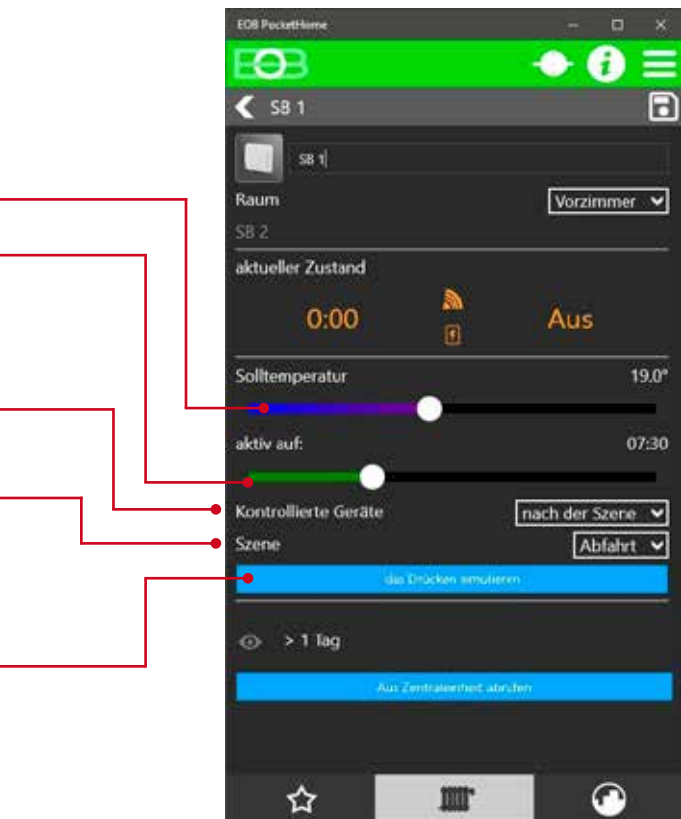 EOB PocketHome
EOB
SB 1
SB 1
Raum Vorzimmer
SB 2
aktueller Zustand
0:00 Aus
Solltemperatur 19.0°
aktiv auf: 07:30
Kontrollierte Geräte nach der Szene
Szene Abfahrt
das Drücken simulieren
> 1 Tag
Aus Zentraleinheit abrufen